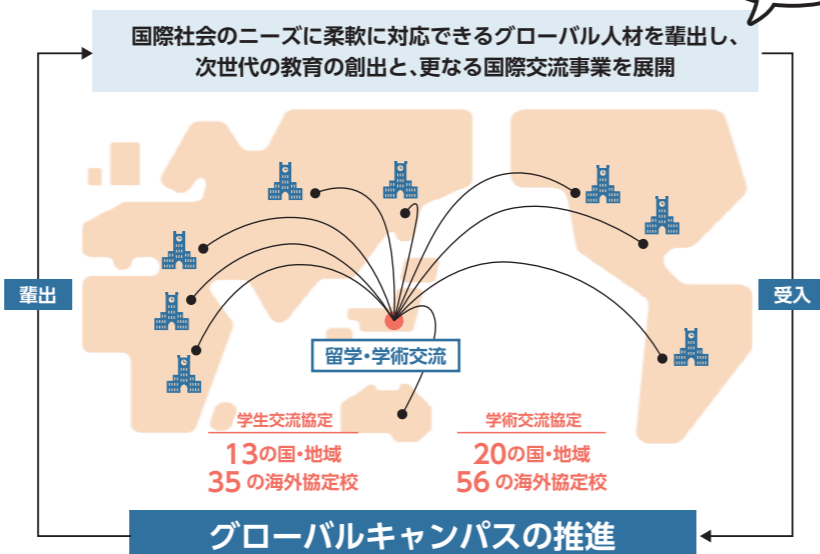 国際社会のニーズに柔軟に対応できるグローバル人材を輩出し、
次世代の教育の創出と、更なる国際交流事業を展開
輩出
受入
留学・学術交流
学生交流協定
13の国・地域
35の海外協定校
学術交流協定
20の国・地域
56の海外協定校
グローバルキャンパスの推進